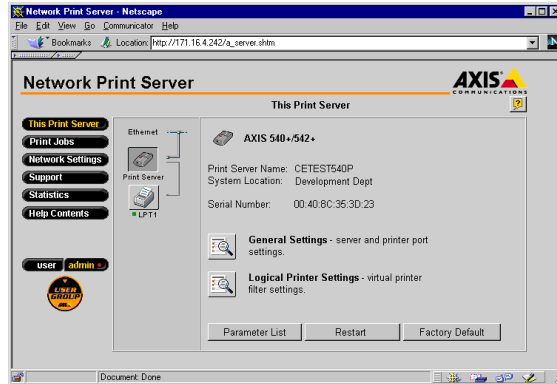 Network Print Server - Netscape
File Edit View Go Communicator Help
Bookmarks Location: http://171.16.4.242/a_server.shtm
Network Print Server
AXIS
COMMUNICATIONS
This Print Server
This Print Server
Print Jobs
Network Settings
Support
Statistics
Help Contents
user admin
USER GROUP
Ethernet
Print Server
LPT1
AXIS 540+/542+
Print Server Name: CETEST540P
System Location: Development Dept
Serial Number: 00:40:8C:35:3D:23
General Settings - server and printer port
settings.
Logical Printer Settings - virtual printer
filter settings.
Parameter List Restart Factory Default
Document: Done